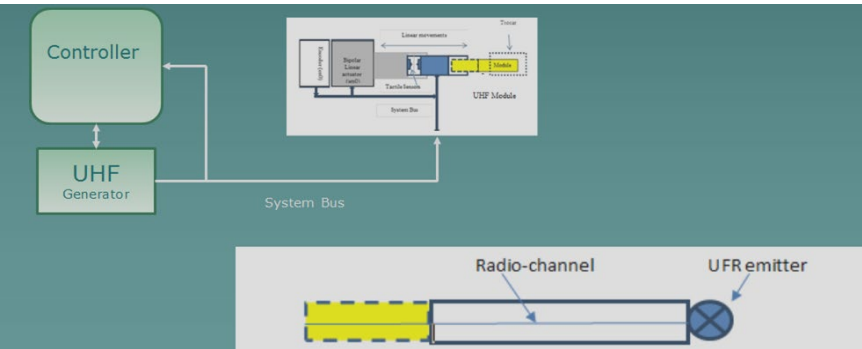 Controller
UHF
Generator
System Bus
Linear movements
Bipolar
Linear
actuator
(unit)
Tactile Sensors
System Bus
Module
UHF Module
Radio-channel
UFR emitter